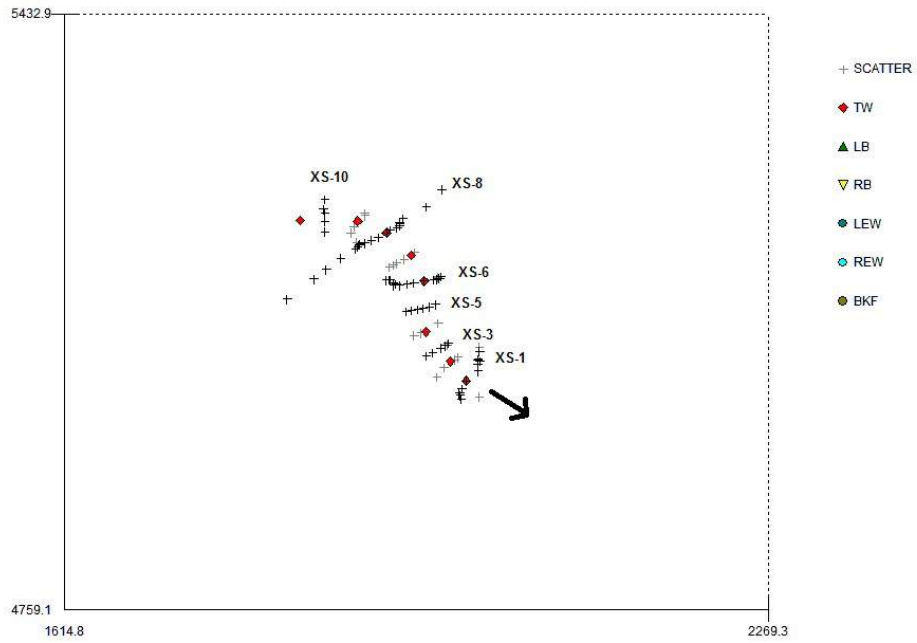 5432.9
SCATTER
TW
LB
RB
LEW
REW
BKF
XS-10
XS-8
XS-6
XS-5
XS-3
XS-1
4759.1
1614.8
2269.3